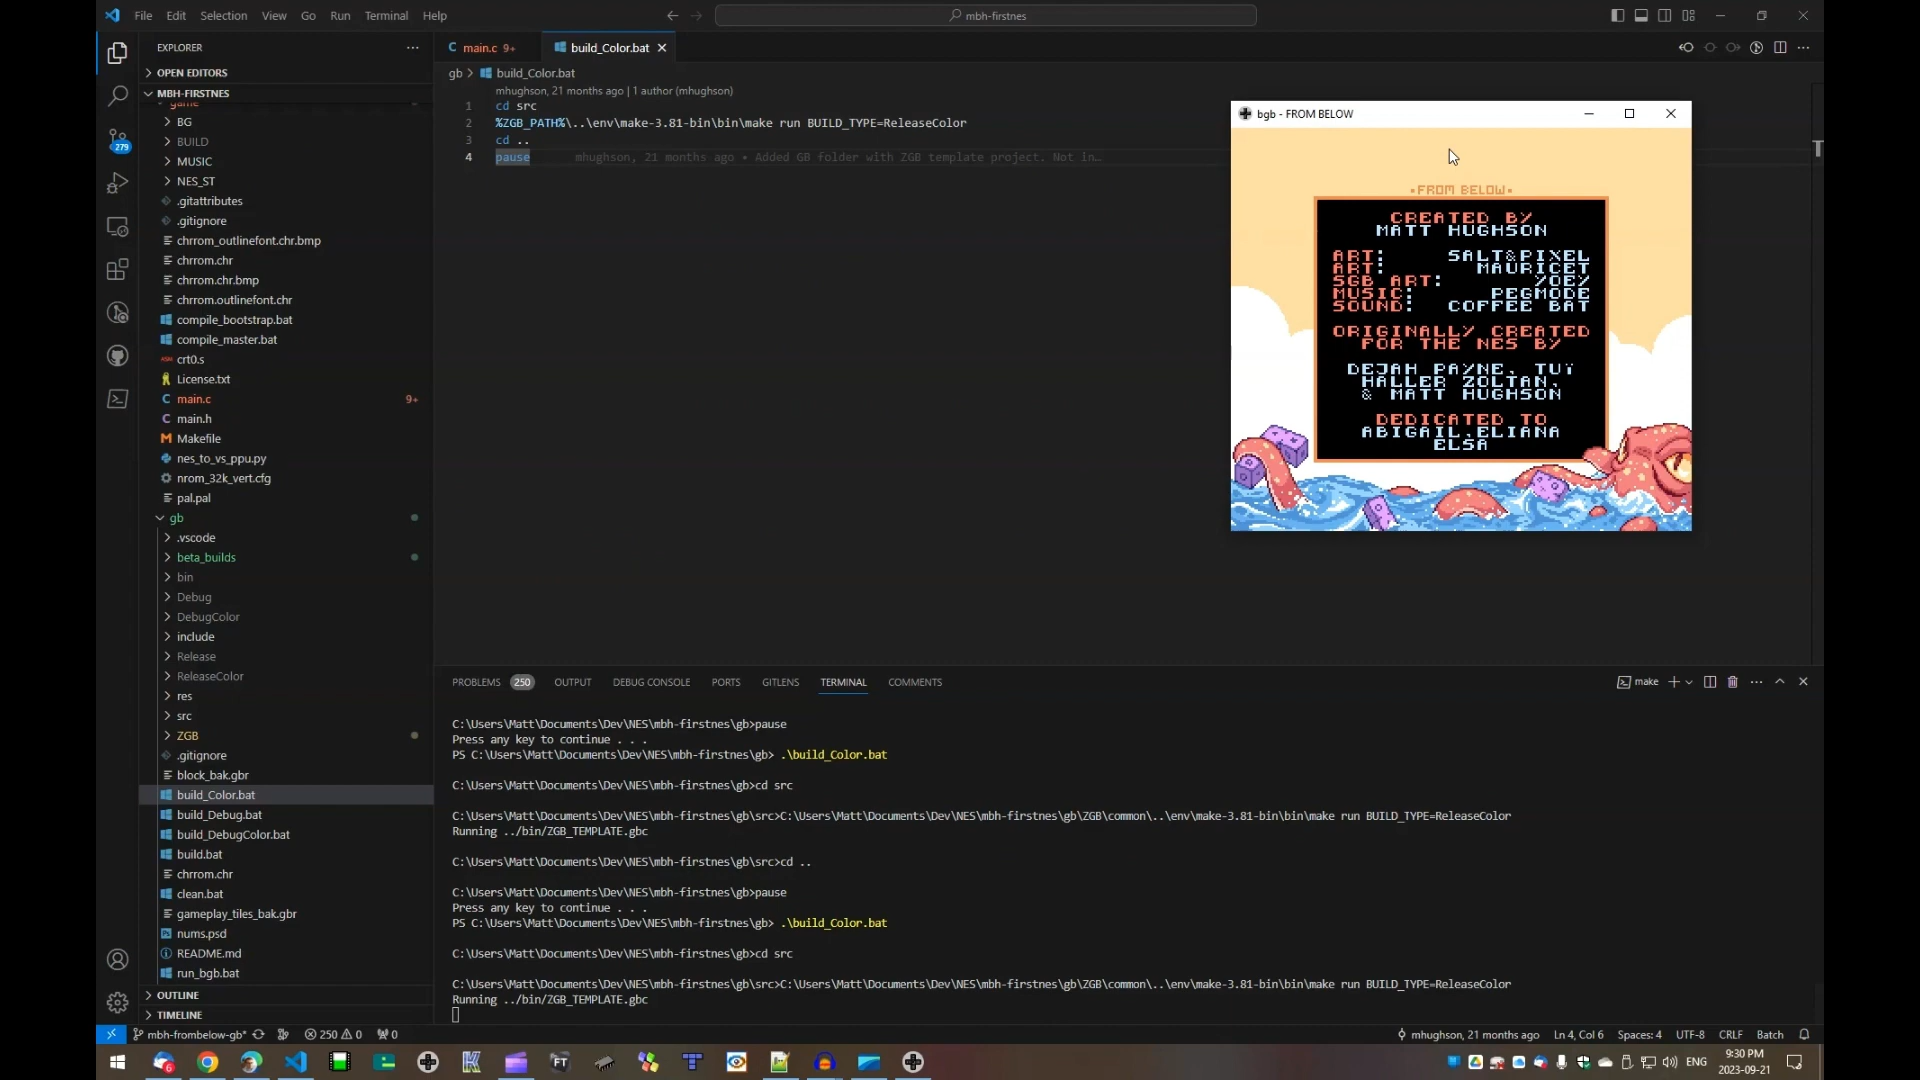 File Edit Selection View Go Run Terminal Help
mbh-firstnes
EXPLORER
OPEN EDITORS
MBH-FIRSTNES
game
BG
BUILD
MUSIC
NES_ST
.gitattributes
.gitignore
chrrom_outlinefont.chr.bmp
chrrom.chr
chrrom.chr.bmp
chrrom.outlinefont.chr
compile_bootstrap.bat
compile_master.bat
crt0.s
License.txt
main.c 9+
main.h
Makefile
nes_to_vs_ppu.py
nrom_32k_vert.cfg
pal.pal
gb
.vscode
beta_builds
bin
Debug
DebugColor
include
Release
ReleaseColor
res
src
ZGB
.gitignore
block_bak.gbr
build_Color.bat
build_Debug.bat
build_DebugColor.bat
build.bat
chrrom.chr
clean.bat
gameplay_tiles_bak.gbr
nums.psd
README.md
run_bgb.bat
OUTLINE
TIMELINE
279
main.c 9+ build_Color.bat
gb > build_Color.bat
mhughson, 21 months ago | 1 author (mhughson)
1 cd src
2 %ZGB_PATH%\..\env\make-3.81-bin\bin\make run BUILD_TYPE=ReleaseColor
3 cd ..
4 pause mhughson, 21 months ago • Added GB folder with ZGB template project. Not in…
bgb - FROM BELOW
•FROM BELOW•
CREATED BY
MATT HUGHSON
ART: SALT&PIXEL
ART: MAURICET
SGB ART: YOEY
MUSIC: PEGMODE
SOUND: COFFEE BAT
ORIGINALLY CREATED
FOR THE NES BY
DEJAH PAYNE, TUI
HALLER ZOLTAN,
& MATT HUGHSON
DEDICATED TO
ABIGAIL,ELIANA
ELSA
PROBLEMS 250 OUTPUT DEBUG CONSOLE PORTS GITLENS TERMINAL COMMENTS
make
C:\Users\Matt\Documents\Dev\NES\mbh-firstnes\gb>pause
Press any key to continue . . .
PS C:\Users\Matt\Documents\Dev\NES\mbh-firstnes\gb> .\build_Color.bat
C:\Users\Matt\Documents\Dev\NES\mbh-firstnes\gb>cd src
C:\Users\Matt\Documents\Dev\NES\mbh-firstnes\gb\src>C:\Users\Matt\Documents\Dev\NES\mbh-firstnes\gb\ZGB\common\..\env\make-3.81-bin\bin\make run BUILD_TYPE=ReleaseColor
Running ../bin/ZGB_TEMPLATE.gbc
C:\Users\Matt\Documents\Dev\NES\mbh-firstnes\gb\src>cd ..
C:\Users\Matt\Documents\Dev\NES\mbh-firstnes\gb>pause
Press any key to continue . . .
PS C:\Users\Matt\Documents\Dev\NES\mbh-firstnes\gb> .\build_Color.bat
C:\Users\Matt\Documents\Dev\NES\mbh-firstnes\gb>cd src
C:\Users\Matt\Documents\Dev\NES\mbh-firstnes\gb\src>C:\Users\Matt\Documents\Dev\NES\mbh-firstnes\gb\ZGB\common\..\env\make-3.81-bin\bin\make run BUILD_TYPE=ReleaseColor
Running ../bin/ZGB_TEMPLATE.gbc
mbh-frombelow-gb* 250 0 0
mhughson, 21 months ago Ln 4, Col 6 Spaces: 4 UTF-8 CRLF Batch
6 FT ENG
9:30 PM
2023-09-21